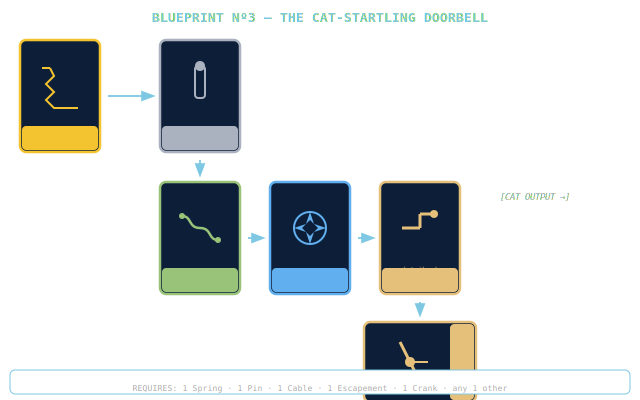 BLUEPRINT Nº3 — THE CAT-STARTLING DOORBELL
[CAT OUTPUT →]
REQUIRES: 1 Spring · 1 Pin · 1 Cable · 1 Escapement · 1 Crank · any 1 other